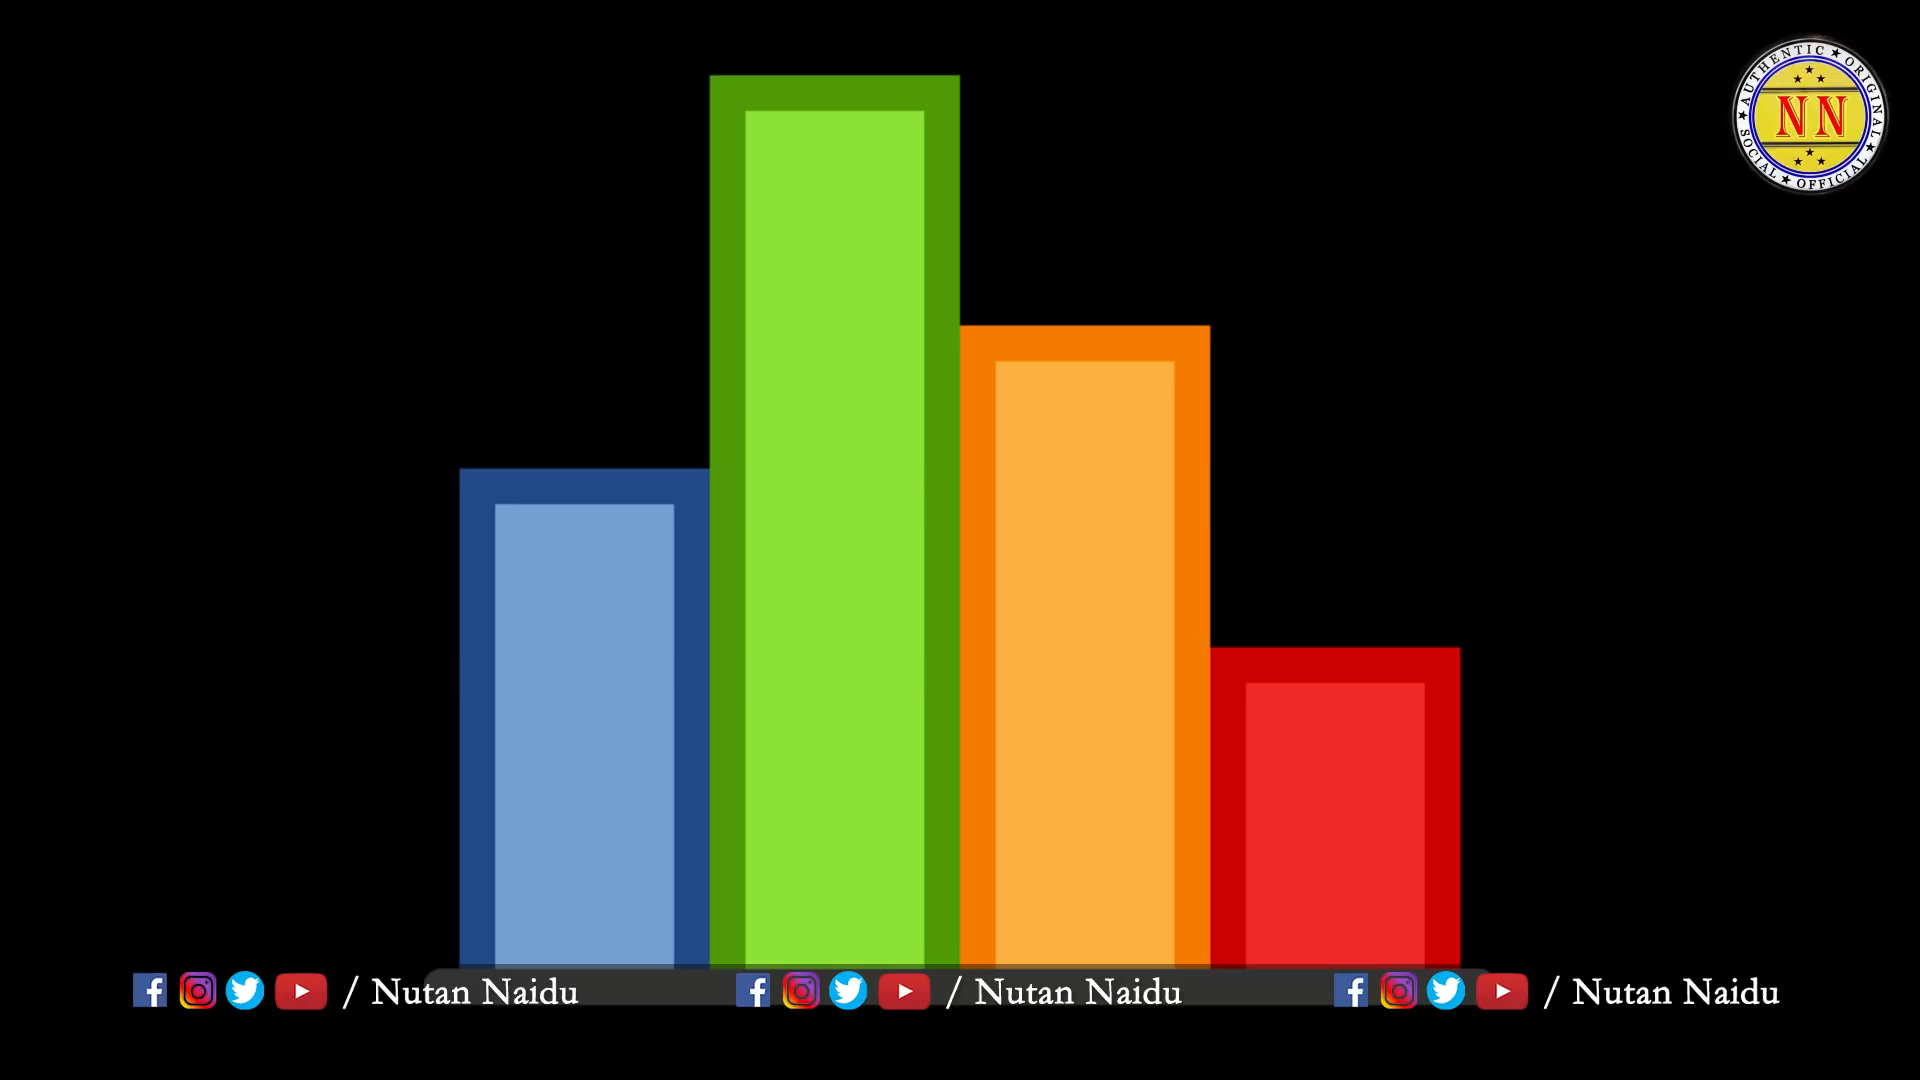 AUTHENTIC ★ ORIGINAL ★ OFFICIAL ★ SOCIAL ★
NN
/ Nutan Naidu / Nutan Naidu / Nutan Naidu